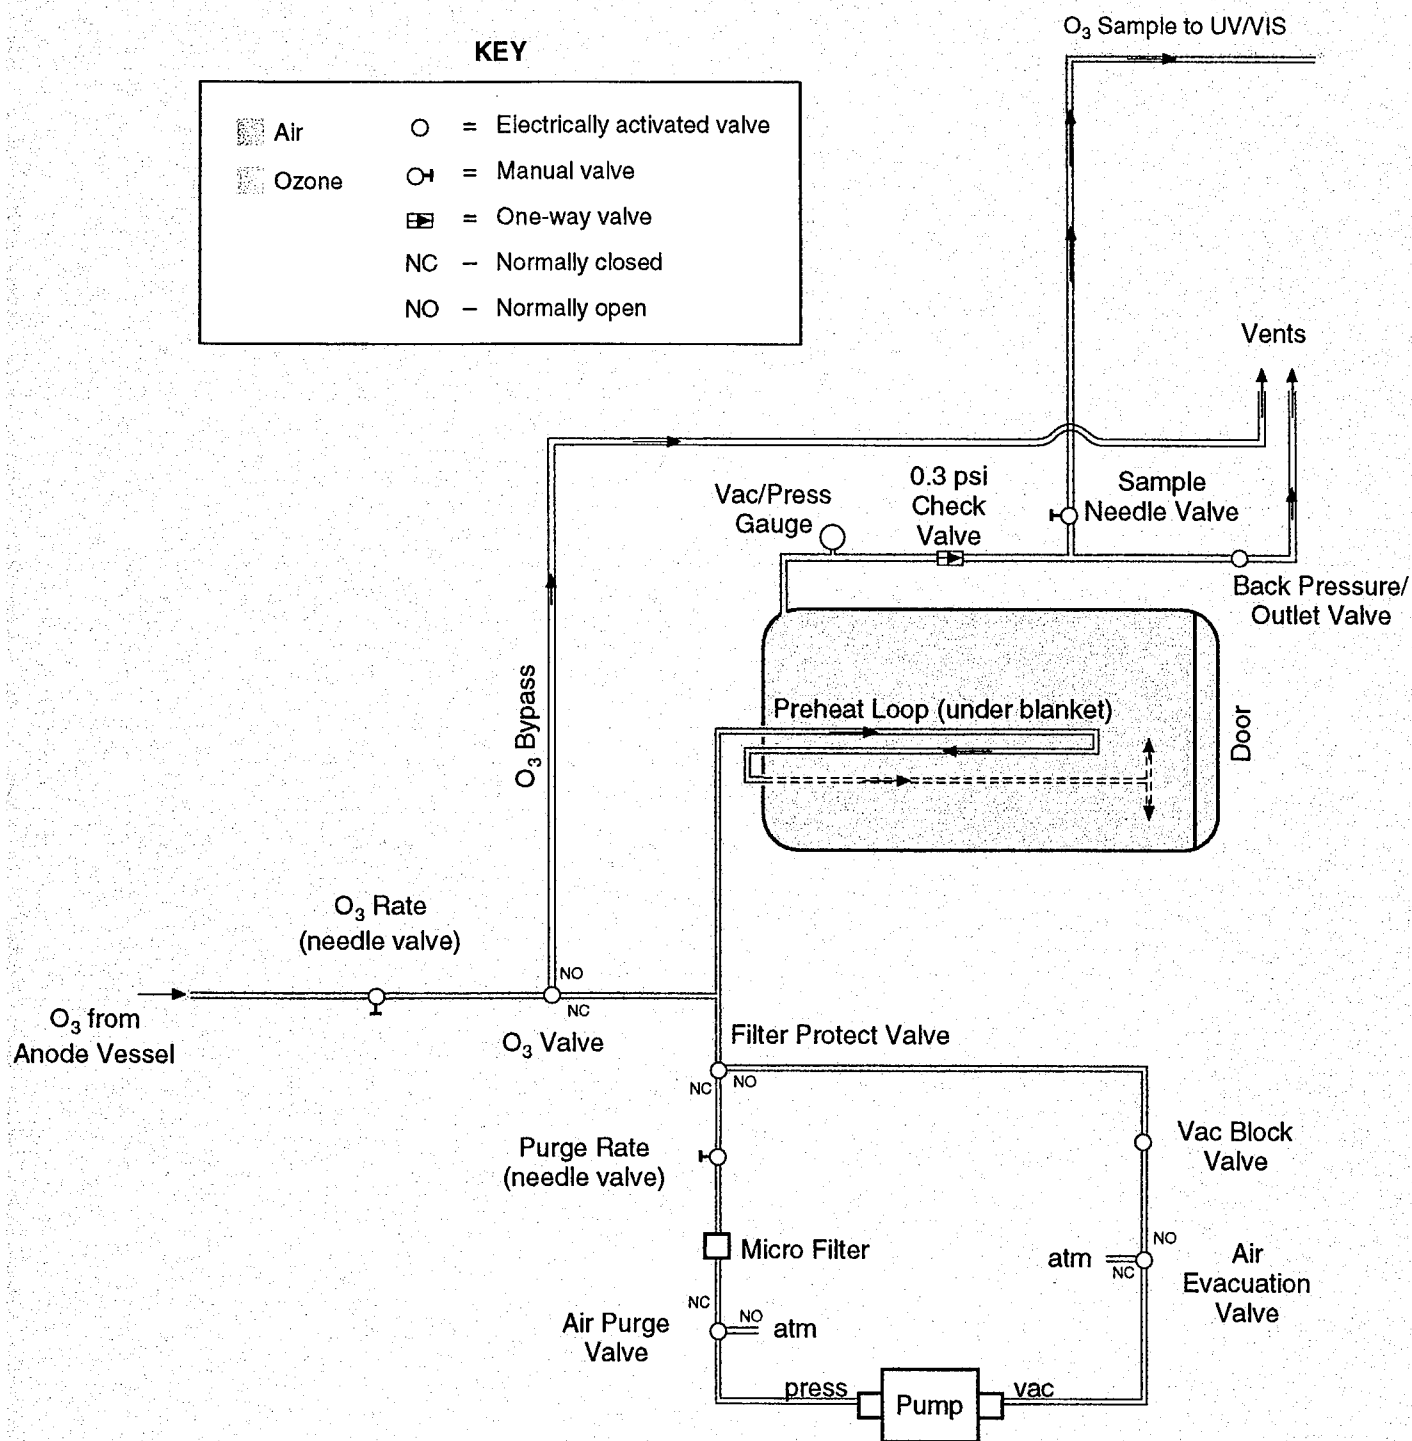 O3 Sample to UV/VIS
KEY
Air
Ozone
= Electrically activated valve
= Manual valve
= One-way valve
NC – Normally closed
NO – Normally open
Vents
Vac/Press
Gauge
0.3 psi
Check
Valve
Sample
Needle Valve
Back Pressure/
Outlet Valve
O3 Bypass
Preheat Loop (under blanket)
Door
O3 Rate
(needle valve)
O3 from
Anode Vessel
NO
NC
O3 Valve
Filter Protect Valve
NC
NO
Purge Rate
(needle valve)
Vac Block
Valve
Micro Filter
atm
NO
NC
Air
Evacuation
Valve
NC
NO
atm
Air Purge
Valve
press
Pump
vac